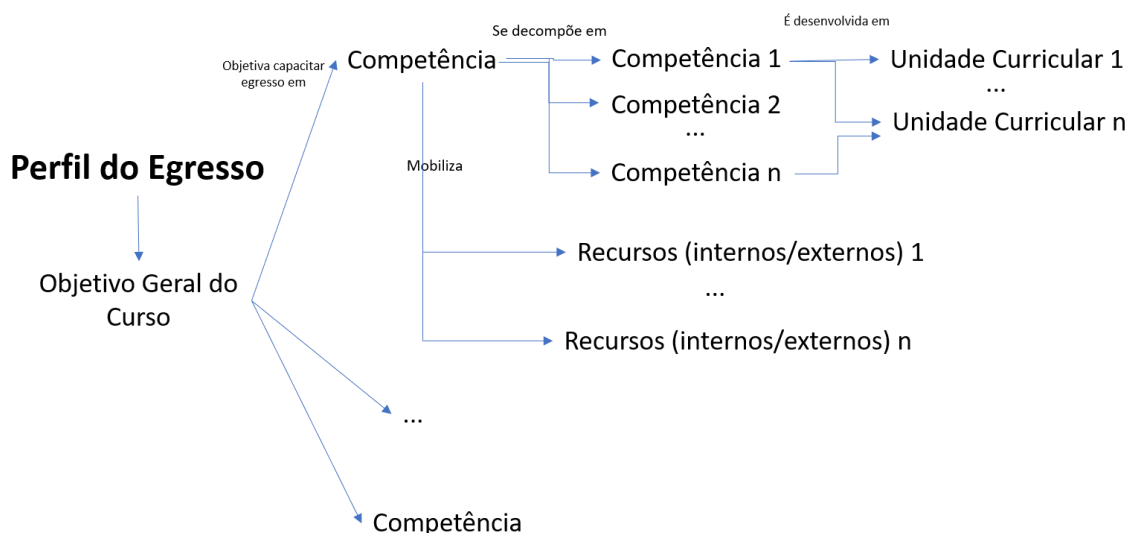 É desenvolvida em
Se decompõe em
Objetiva capacitar
egresso em
Competência
Competência 1
Unidade Curricular 1
...
Competência 2
...
Unidade Curricular n
Perfil do Egresso
Mobiliza
Competência n
Recursos (internos/externos) 1
Objetivo Geral do
Curso
...
Recursos (internos/externos) n
...
Competência